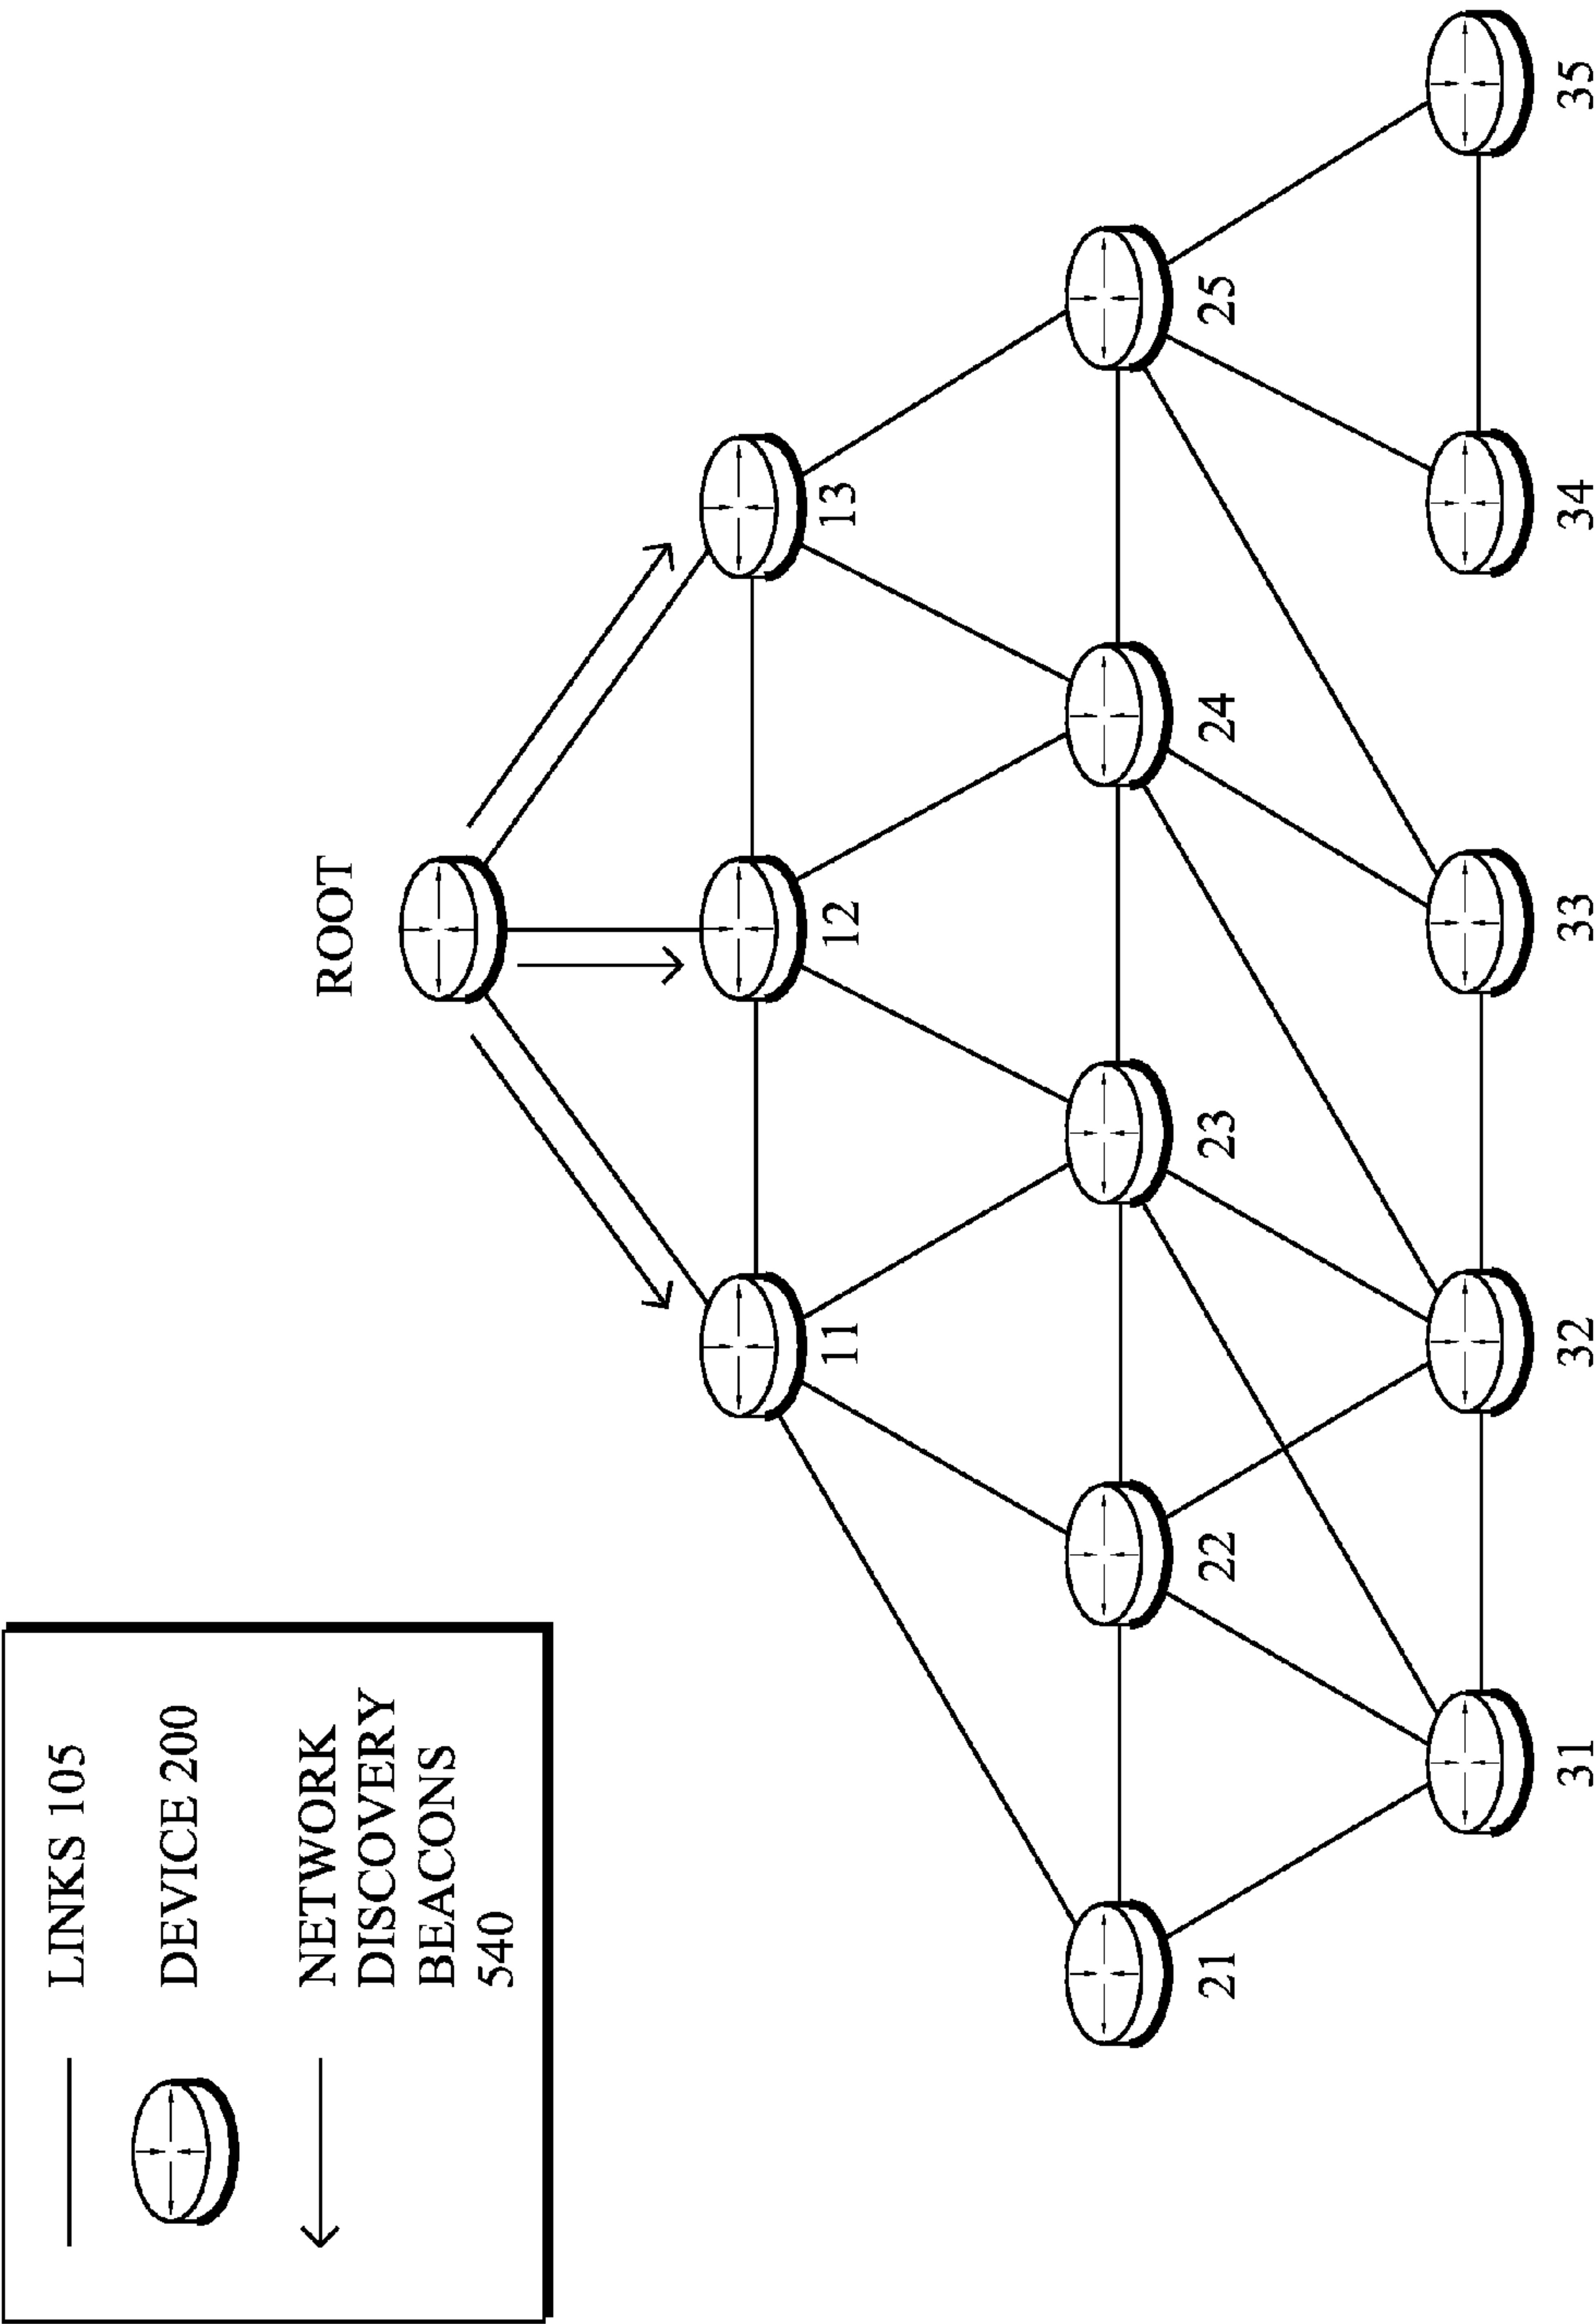 LINKS 105
DEVICE 200
NETWORK
DISCOVERY
BEACONS
540
ROOT
11
12
13
21
22
23
24
25
31
32
33
34
35